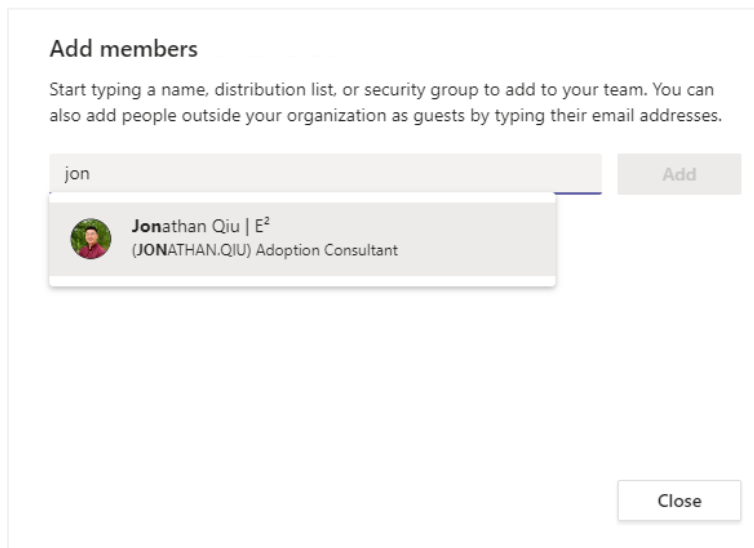 Add members
Start typing a name, distribution list, or security group to add to your team. You can
also add people outside your organization as guests by typing their email addresses.
jon
Add
Jonathan Qiu | E²
(JONATHAN.QIU) Adoption Consultant
Close